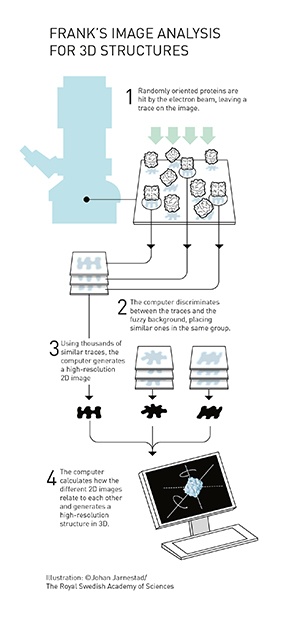 FRANK'S IMAGE ANALYSIS
FOR 3D STRUCTURES
1 Randomly oriented proteins are
hit by the electron beam, leaving a
trace on the image.
2 The computer discriminates
between the traces and the
fuzzy background, placing
similar ones in the same group.
3 Using thousands of
similar traces, the
computer generates
a high-resolution
2D image
4 The computer
calculates how the
different 2D images
relate to each other
and generates a
high-resolution
structure in 3D.
Illustration: ©Johan Jarnestad/
The Royal Swedish Academy of Sciences